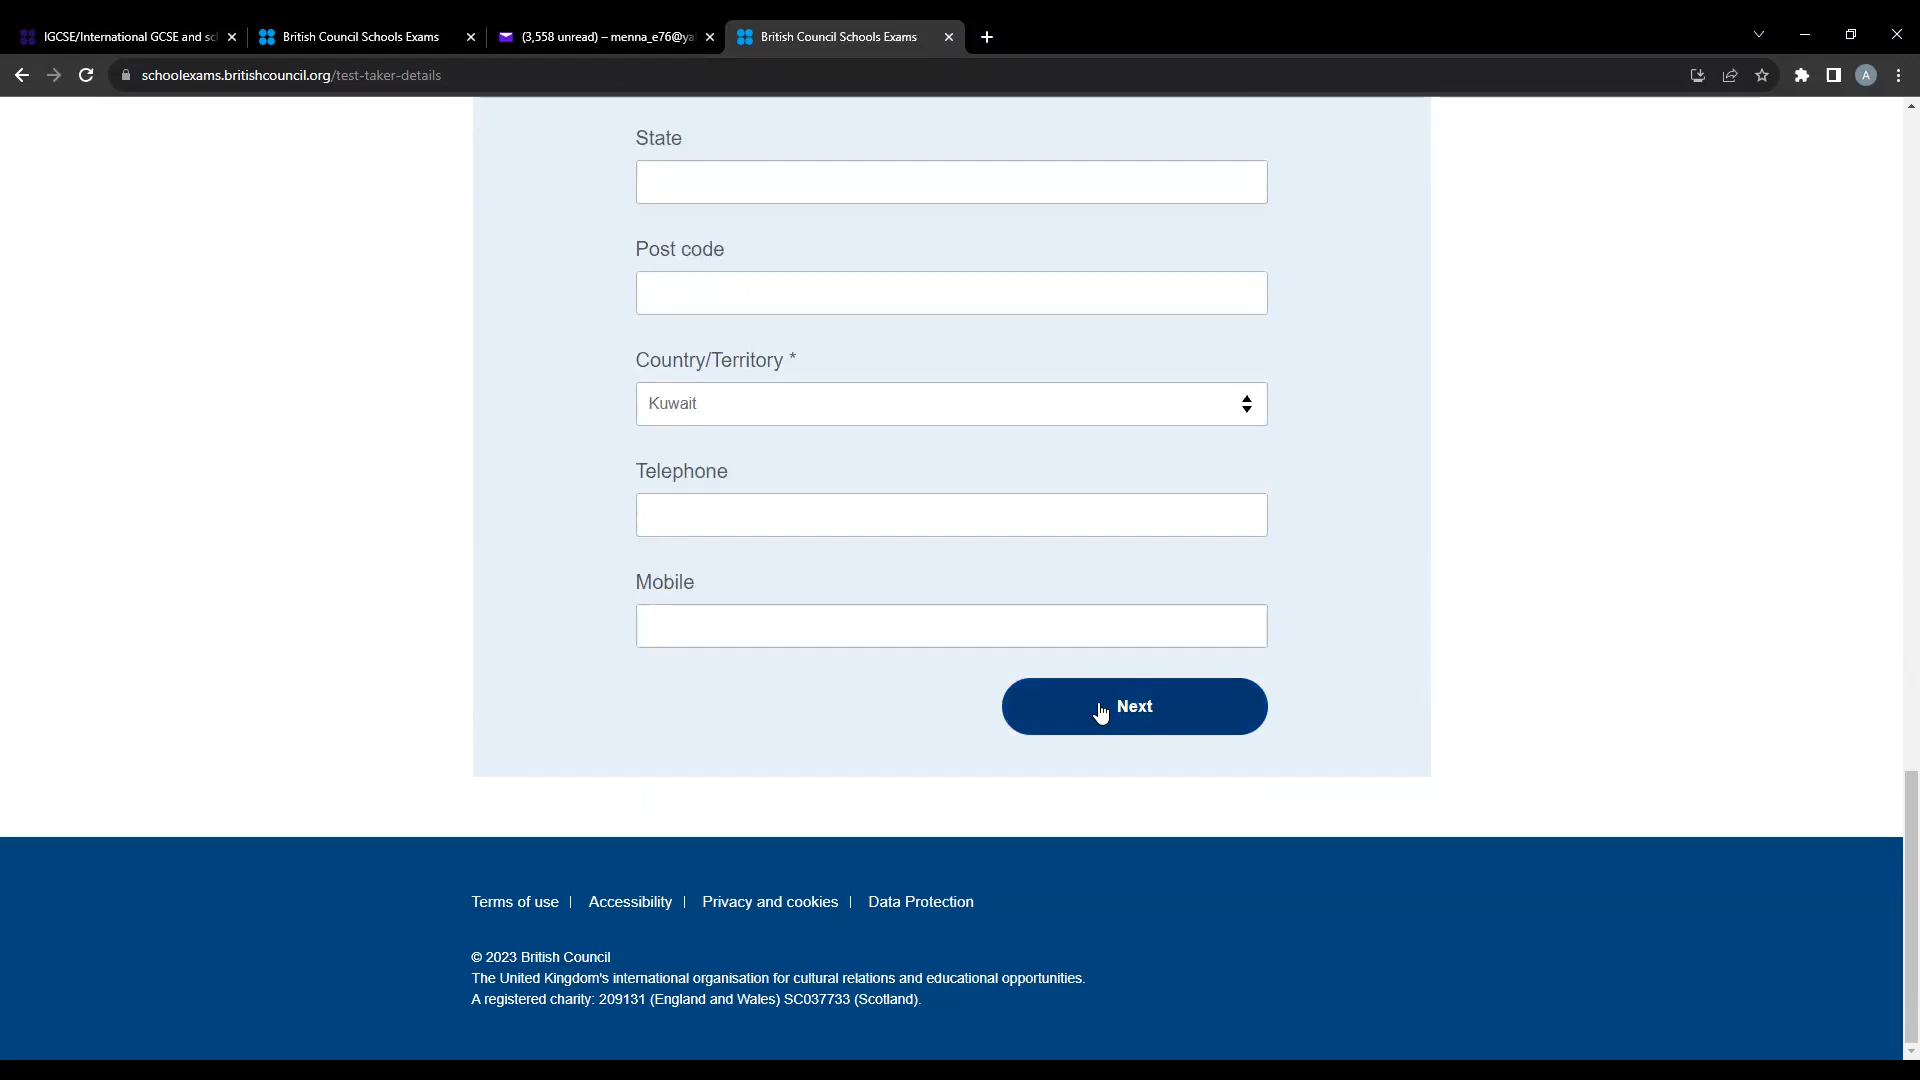 IGCSE/International GCSE and sc
British Council Schools Exams
(3,558 unread) – menna_e76@ya
British Council Schools Exams
schoolexams.britishcouncil.org/test-taker-details
A
State
Post code
Country/Territory *
Kuwait
Telephone
Mobile
Next
Terms of use | Accessibility | Privacy and cookies | Data Protection
© 2023 British Council
The United Kingdom's international organisation for cultural relations and educational opportunities.
A registered charity: 209131 (England and Wales) SC037733 (Scotland).